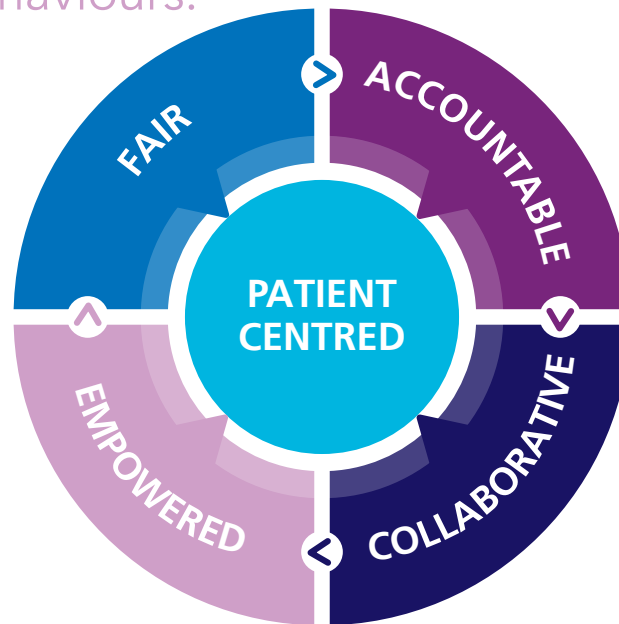 FAIR
ACCOUNTABLE
PATIENT
CENTRED
EMPOWERED
COLLABORATIVE